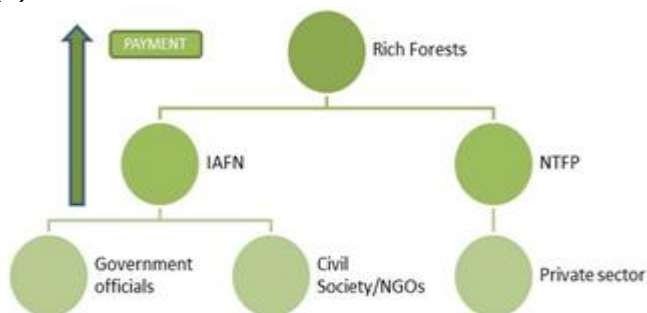 PAYMENT
Rich Forests
IAFN
NTFP
Government
officials
Civil
Society/NGOs
Private sector